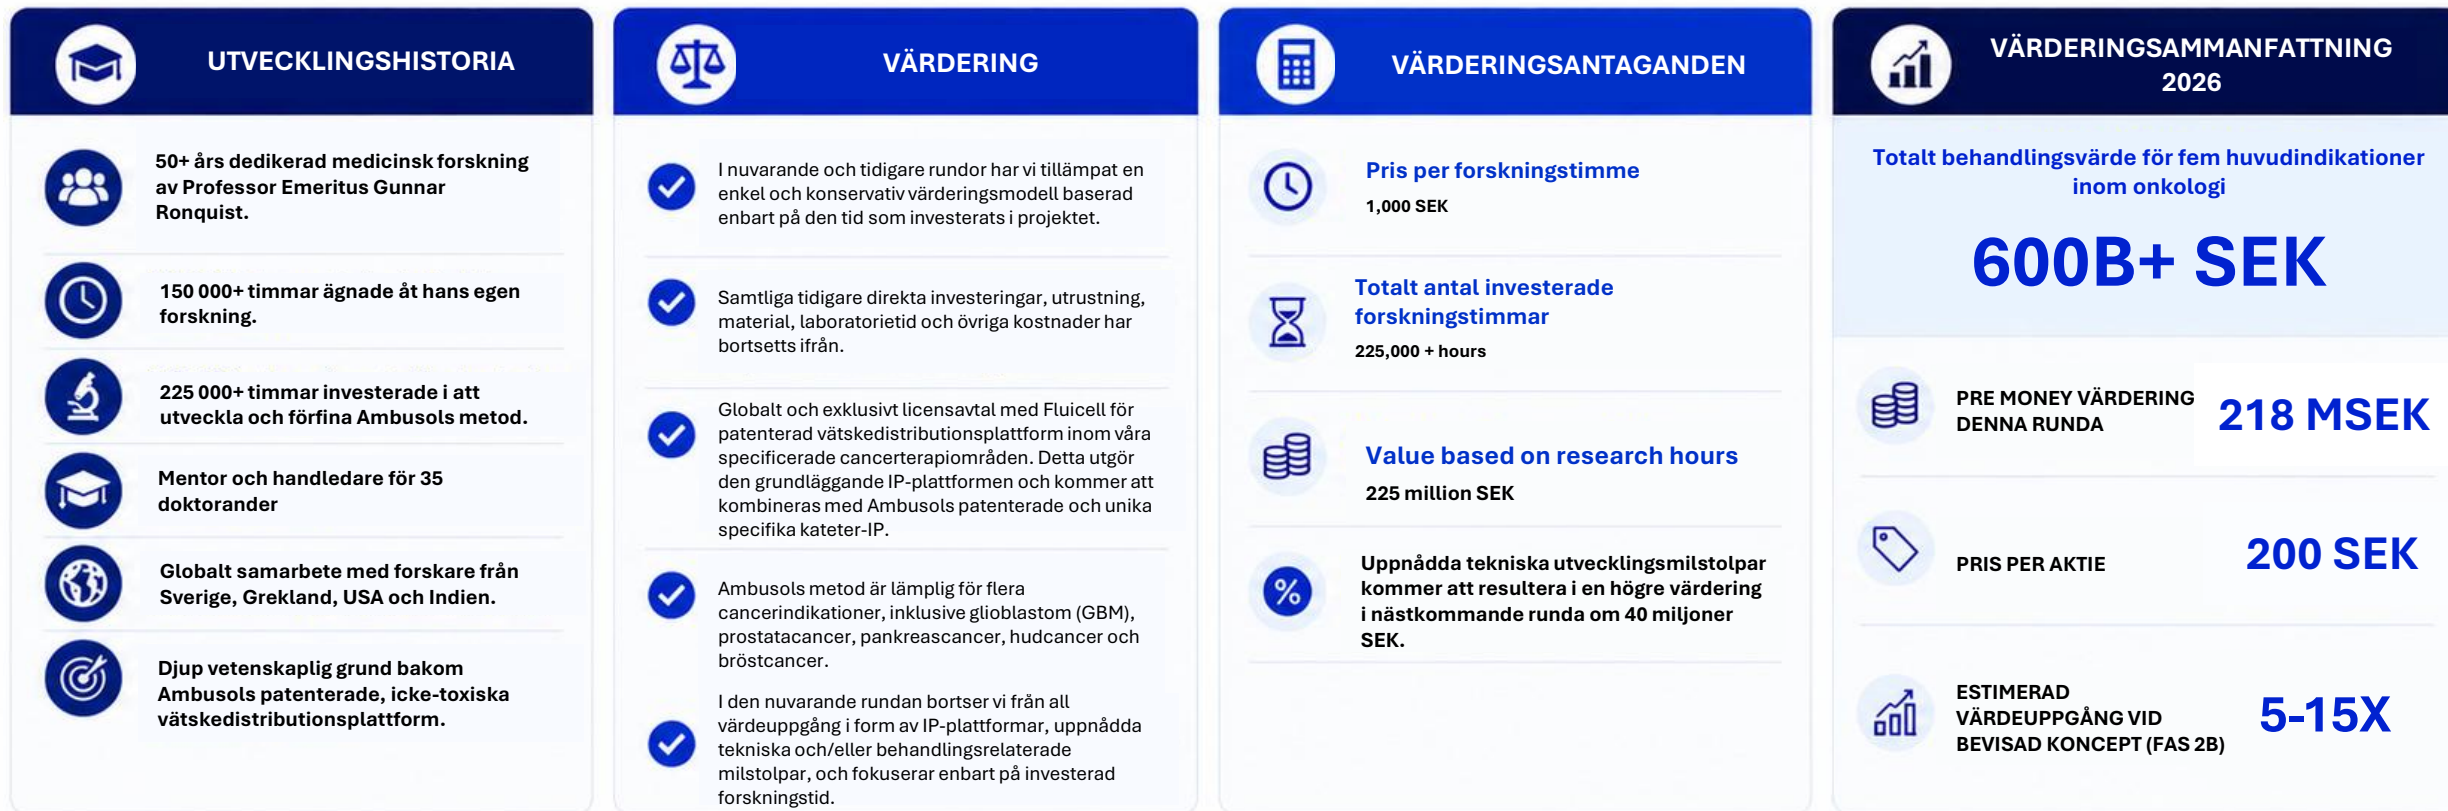 UTVECKLINGSHISTORIA
50+ års dedikerad medicinsk forskning
av Professor Emeritus Gunnar
Ronquist.
150 000+ timmar ägnade åt hans egen
forskning.
225 000+ timmar investerade i att
utveckla och förfina Ambusols metod.
Mentor och handledare för 35
doktorander
Globalt samarbete med forskare från
Sverige, Grekland, USA och Indien.
Djup vetenskaplig grund bakom
Ambusols patenterade, icke-toxiska
vätskedistributionsplattform.
VÄRDERING
I nuvarande och tidigare rundor har vi tillämpat en
enkel och konservativ värderingsmodell baserad
enbart på den tid som investerats i projektet.
Samtliga tidigare direkta investeringar, utrustning,
material, laboratorietid och övriga kostnader har
bortsetts ifrån.
Globalt och exklusivt licensavtal med Fluicell för
patenterad vätskedistributionsplattform inom våra
specificerade cancerterapiområden. Detta utgör
den grundläggande IP-plattformen och kommer att
kombineras med Ambusols patenterade och unika
specifika kateter-IP.
Ambusols metod är lämplig för flera
cancerindikationer, inklusive glioblastom (GBM),
prostatacancer, pankreascancer, hudcancer och
bröstcancer.
I den nuvarande rundan bortser vi från all
värdeuppgång i form av IP-plattformar, uppnådda
tekniska och/eller behandlingsrelaterade
milstolpar, och fokuserar enbart på investerad
forskningstid.
VÄRDERINGSANTAGANDEN
Pris per forskningstimme
1,000 SEK
Totalt antal investerade
forskningstimmar
225,000 + hours
Value based on research hours
225 million SEK
%
Uppnådda tekniska utvecklingsmilstolpar
kommer att resultera i en högre värdering
i nästkommande runda om 40 miljoner
SEK.
VÄRDERINGSAMMANFATTNING
2026
Totalt behandlingsvärde för fem huvudindikationer
inom onkologi
600B+ SEK
PRE MONEY VÄRDERING
DENNA RUNDA
218 MSEK
PRIS PER AKTIE
200 SEK
ESTIMERAD
VÄRDEUPPGÅNG VID
BEVISAD KONCEPT (FAS 2B)
5-15X